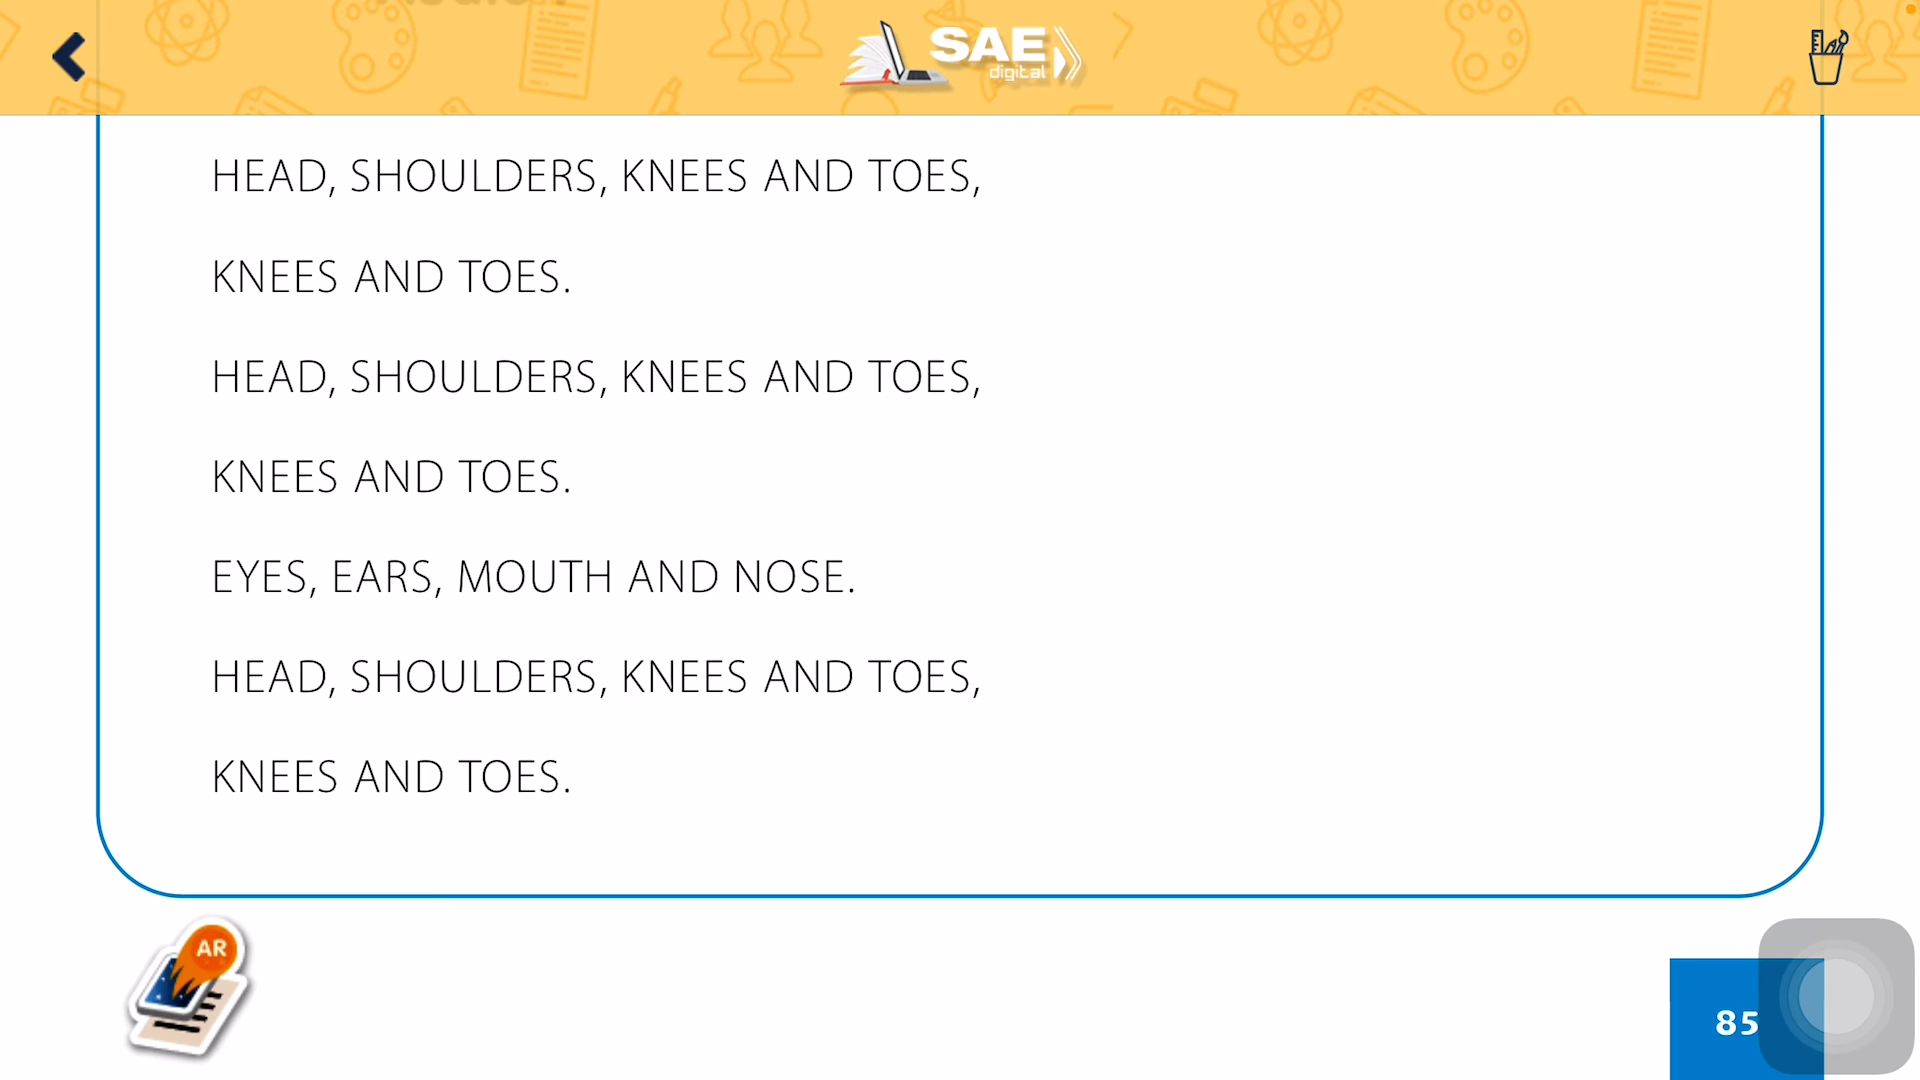 SAE
digital
HEAD, SHOULDERS, KNEES AND TOES,
KNEES AND TOES.
HEAD, SHOULDERS, KNEES AND TOES,
KNEES AND TOES.
EYES, EARS, MOUTH AND NOSE.
HEAD, SHOULDERS, KNEES AND TOES,
KNEES AND TOES.
AR
85